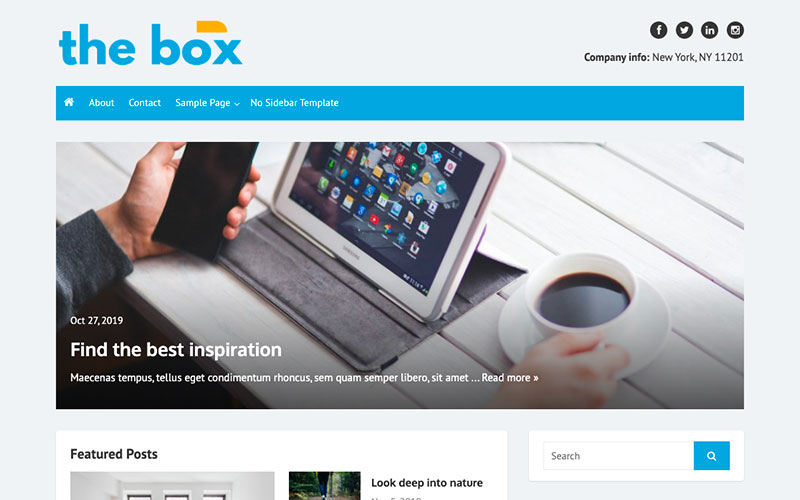 the box
Company info: New York, NY 11201
About Contact Sample Page No Sidebar Template
SAMSUNG
Oct 27, 2019
Find the best inspiration
Maecenas tempus, tellus eget condimentum rhoncus, sem quam semper libero, sit amet ... Read more »
Featured Posts
Search
Look deep into nature